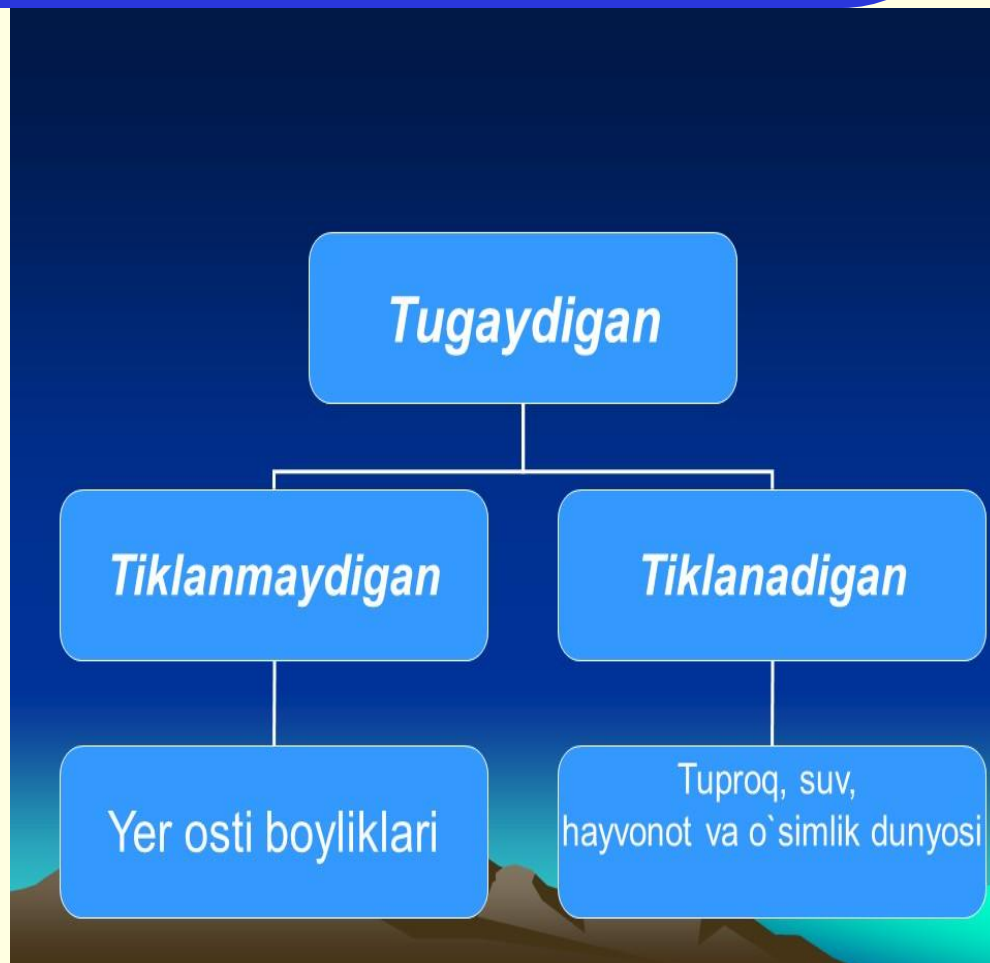 Tugaydigan
Tiklanmaydigan
Tiklanadigan
Yer osti boyliklari
Tuproq, suv,
hayvonot va o`simlik dunyosi